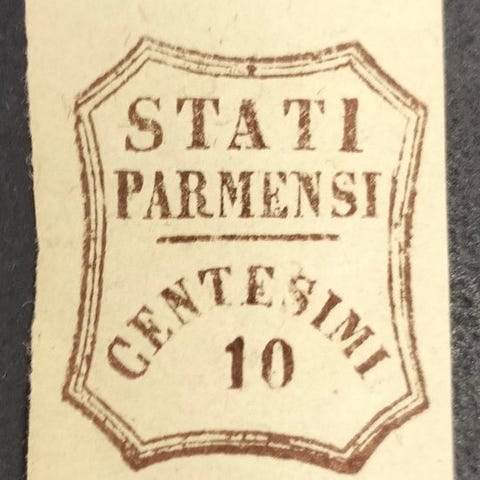 STATI
PARMENSI
CENTESIMI
10